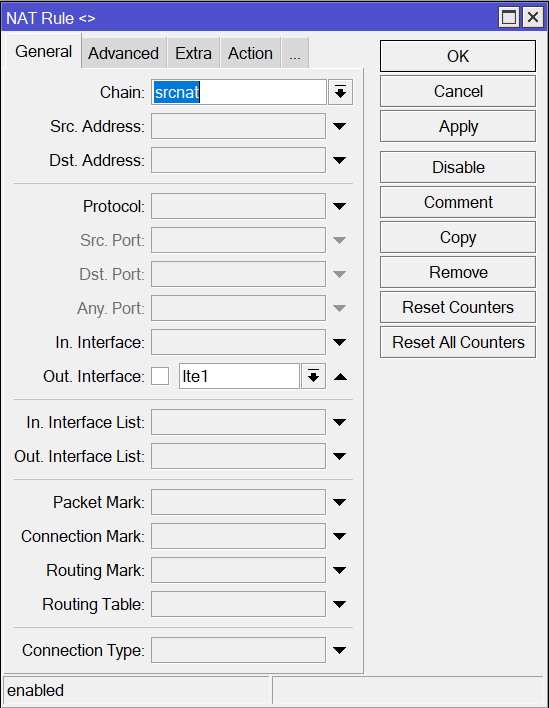 NAT Rule <>
General Advanced Extra Action ...
Chain: srcnat
Src. Address:
Dst. Address:
Protocol:
Src. Port:
Dst. Port:
Any. Port:
In. Interface:
Out. Interface: lte1
In. Interface List:
Out. Interface List:
Packet Mark:
Connection Mark:
Routing Mark:
Routing Table:
Connection Type:
OK
Cancel
Apply
Disable
Comment
Copy
Remove
Reset Counters
Reset All Counters
enabled